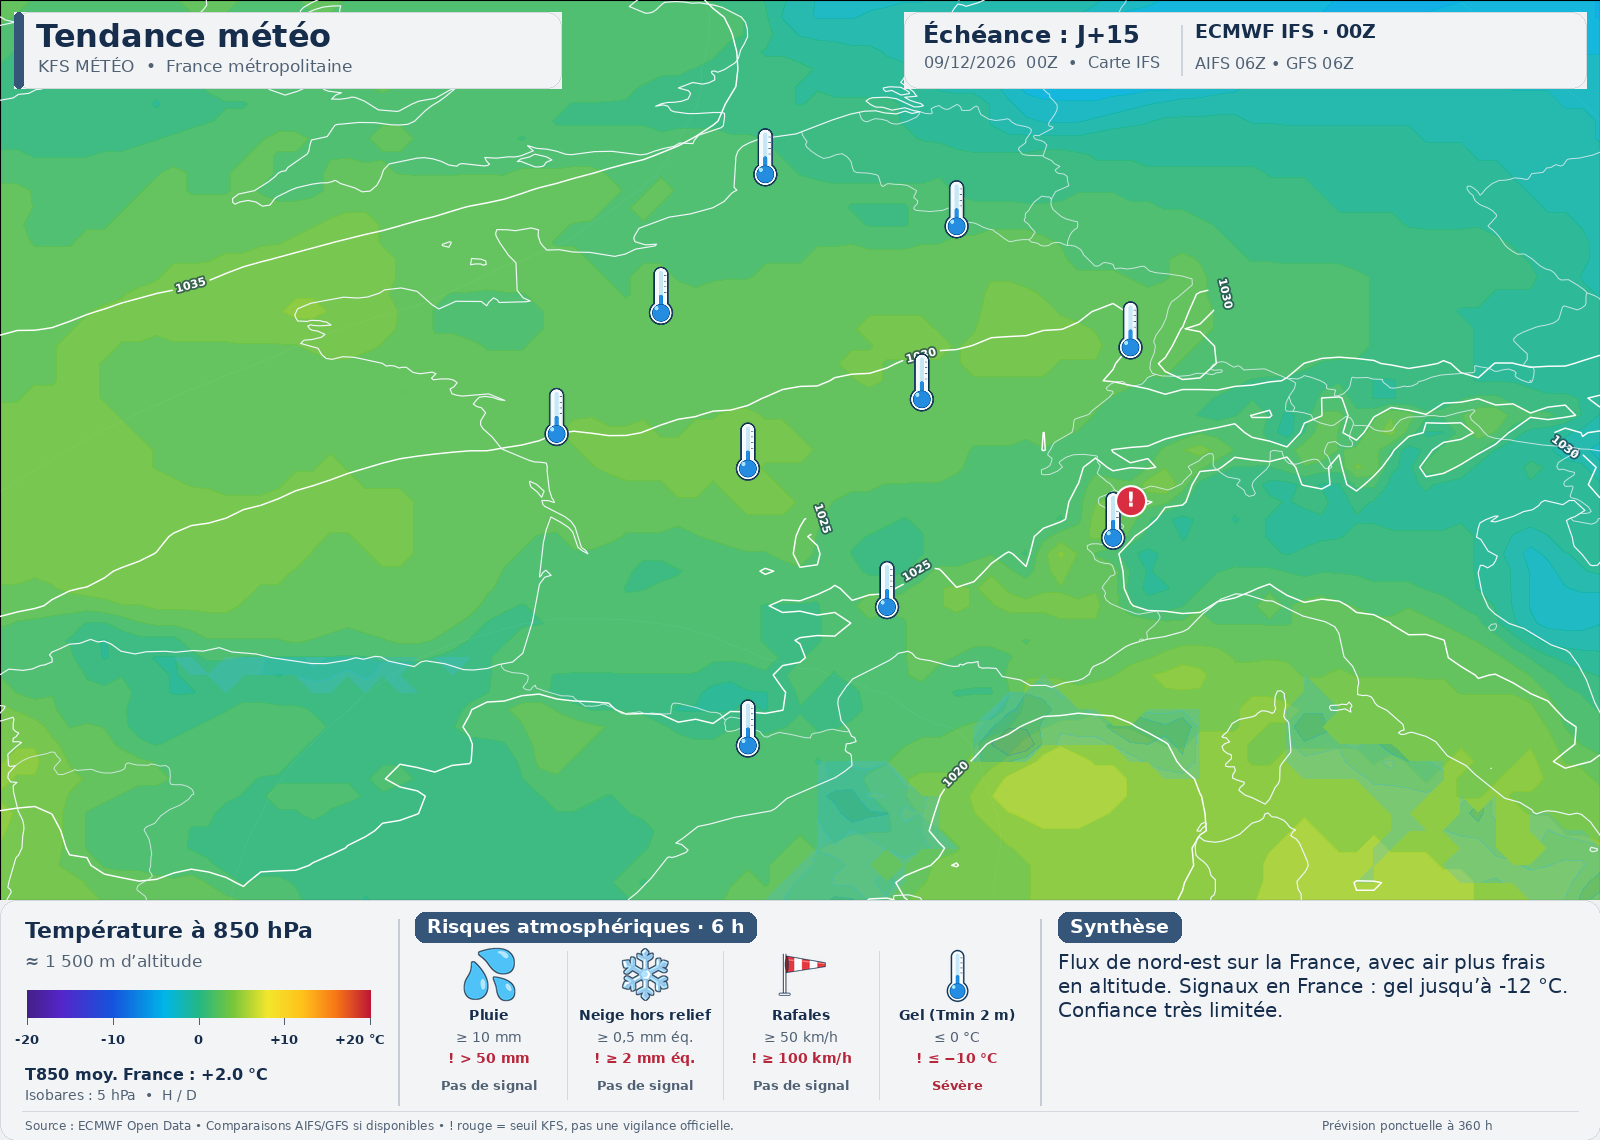 Tendance météo
KFS MÉTÉO • France métropolitaine
Échéance : J+15
09/12/2026 00Z • Carte IFS
ECMWF IFS · 00Z
AIFS 06Z • GFS 06Z
1035
1030
1030
1030
1025
1025
1020
!
Température à 850 hPa
≈ 1 500 m d’altitude
-20 -10 0 +10 +20 °C
T850 moy. France : +2.0 °C
Isobares : 5 hPa • H / D
Risques atmosphériques · 6 h
Pluie
≥ 10 mm
! > 50 mm
Pas de signal
Neige hors relief
≥ 0,5 mm éq.
! ≥ 2 mm éq.
Pas de signal
Rafales
≥ 50 km/h
! ≥ 100 km/h
Pas de signal
Gel (Tmin 2 m)
≤ 0 °C
! ≤ −10 °C
Sévère
Synthèse
Flux de nord-est sur la France, avec air plus frais
en altitude. Signaux en France : gel jusqu’à -12 °C.
Confiance très limitée.
Source : ECMWF Open Data • Comparaisons AIFS/GFS si disponibles • ! rouge = seuil KFS, pas une vigilance officielle.
Prévision ponctuelle à 360 h